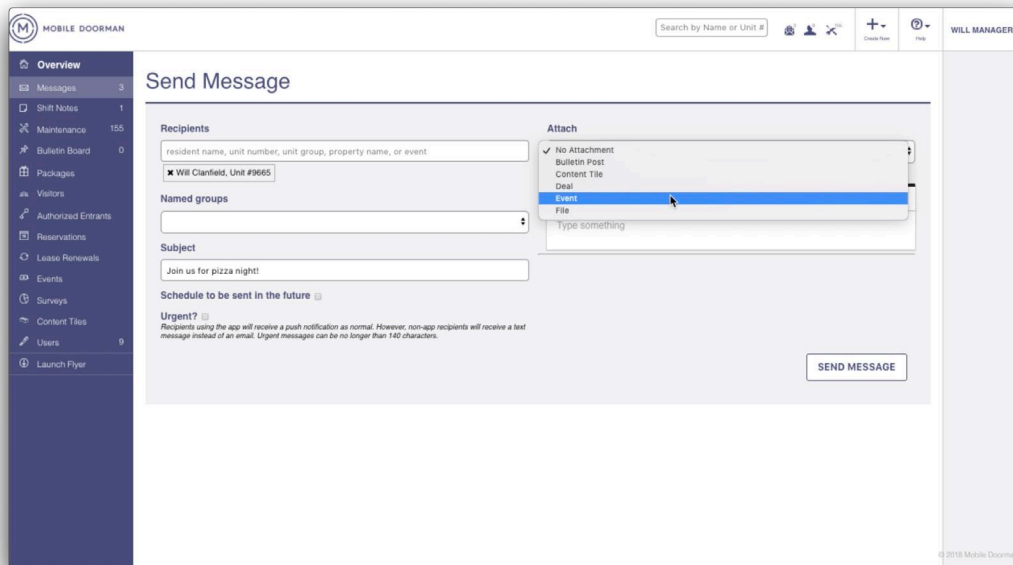 MOBILE DOORMAN
Search by Name or Unit #
Create New
Help
WILL MANAGER
Overview
Messages 3
Shift Notes 1
Maintenance 155
Bulletin Board 0
Packages
Visitors
Authorized Entrants
Reservations
Lease Renewals
Events
Surveys
Content Tiles
Users 9
Launch Flyer
Send Message
Recipients
resident name, unit number, unit group, property name, or event
✖ Will Clanfield, Unit #9665
Named groups
Subject
Join us for pizza night!
Schedule to be sent in the future
Urgent?
Recipients using the app will receive a push notification as normal. However, non-app recipients will receive a text
message instead of an email. Urgent messages can be no longer than 140 characters.
Attach
✓ No Attachment
Bulletin Post
Content Tile
Deal
Event
File
Type something
SEND MESSAGE
© 2018 Mobile Doorma